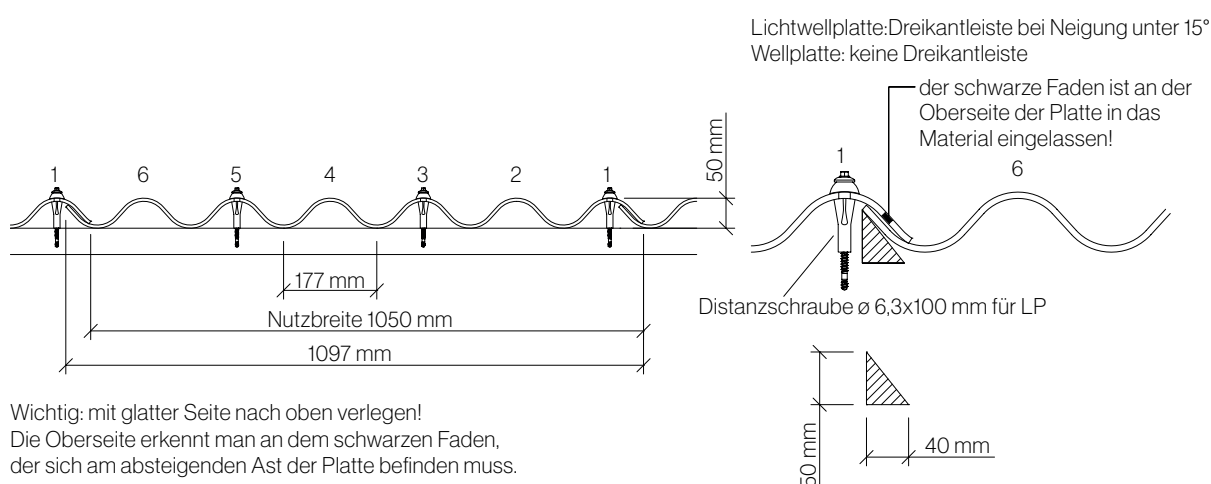 Lichtwellplatte:Dreikantleiste bei Neigung unter 15°
Wellplatte: keine Dreikantleiste
der schwarze Faden ist an der
Oberseite der Platte in das
Material eingelassen!
1 6 5 4 3 2 1
50 mm
1 6
177 mm
Nutzbreite 1050 mm
1097 mm
Distanzschraube ø 6,3x100 mm für LP
Wichtig: mit glatter Seite nach oben verlegen!
Die Oberseite erkennt man an dem schwarzen Faden,
der sich am absteigenden Ast der Platte befinden muss.
40 mm
50 mm